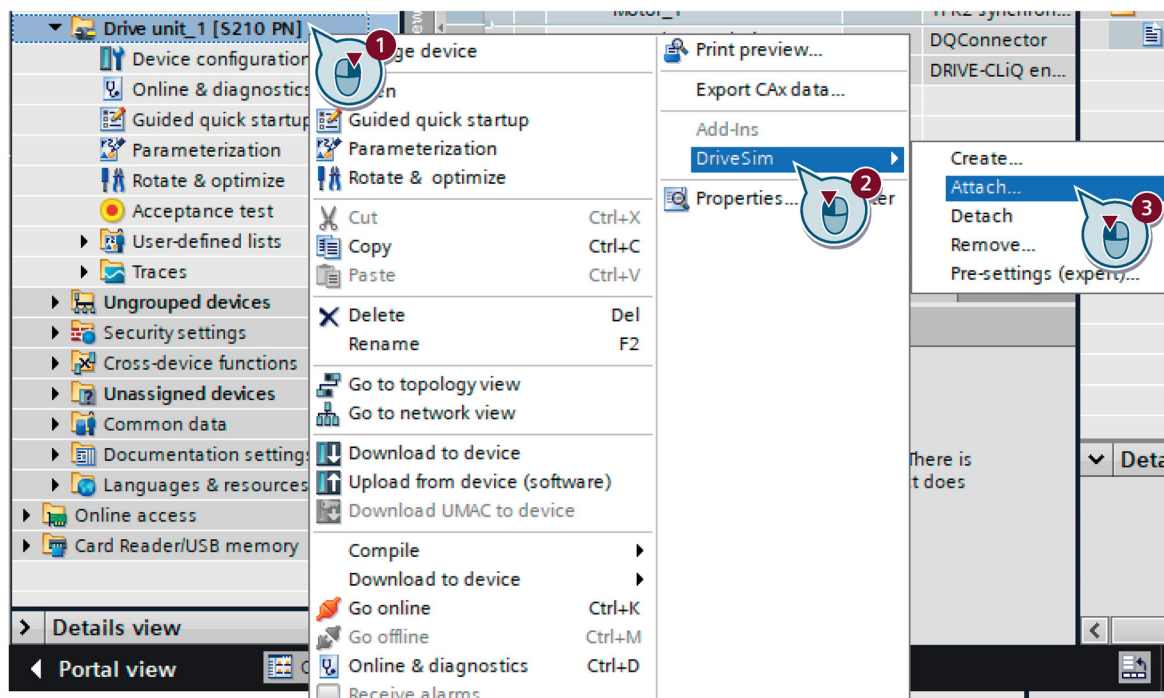 Motor_1
Drive unit_1 [S210 PN]
Device configuration
Online & diagnostics
Guided quick startup
Parameterization
Rotate & optimize
Acceptance test
User-defined lists
Traces
Ungrouped devices
Security settings
Cross-device functions
Unassigned devices
Common data
Documentation settings
Languages & resources
Online access
Card Reader/USB memory
Details view
Portal view
1
device
Guided quick startup
Parameterization
Rotate & optimize
Cut Ctrl+X
Copy Ctrl+C
Paste Ctrl+V
Delete Del
Rename F2
Go to topology view
Go to network view
Download to device
Upload from device (software)
Download UMAC to device
Compile
Download to device
Go online Ctrl+K
Go offline Ctrl+M
Online & diagnostics Ctrl+D
Receive alarms
Print preview...
Export CAx data...
Add-Ins
DriveSim
Properties...
2
Create...
Attach...
Detach
Remove...
Pre-settings (expert)...
3
DQConnector
DRIVE-CLiQ en...
There is
t does
Deta